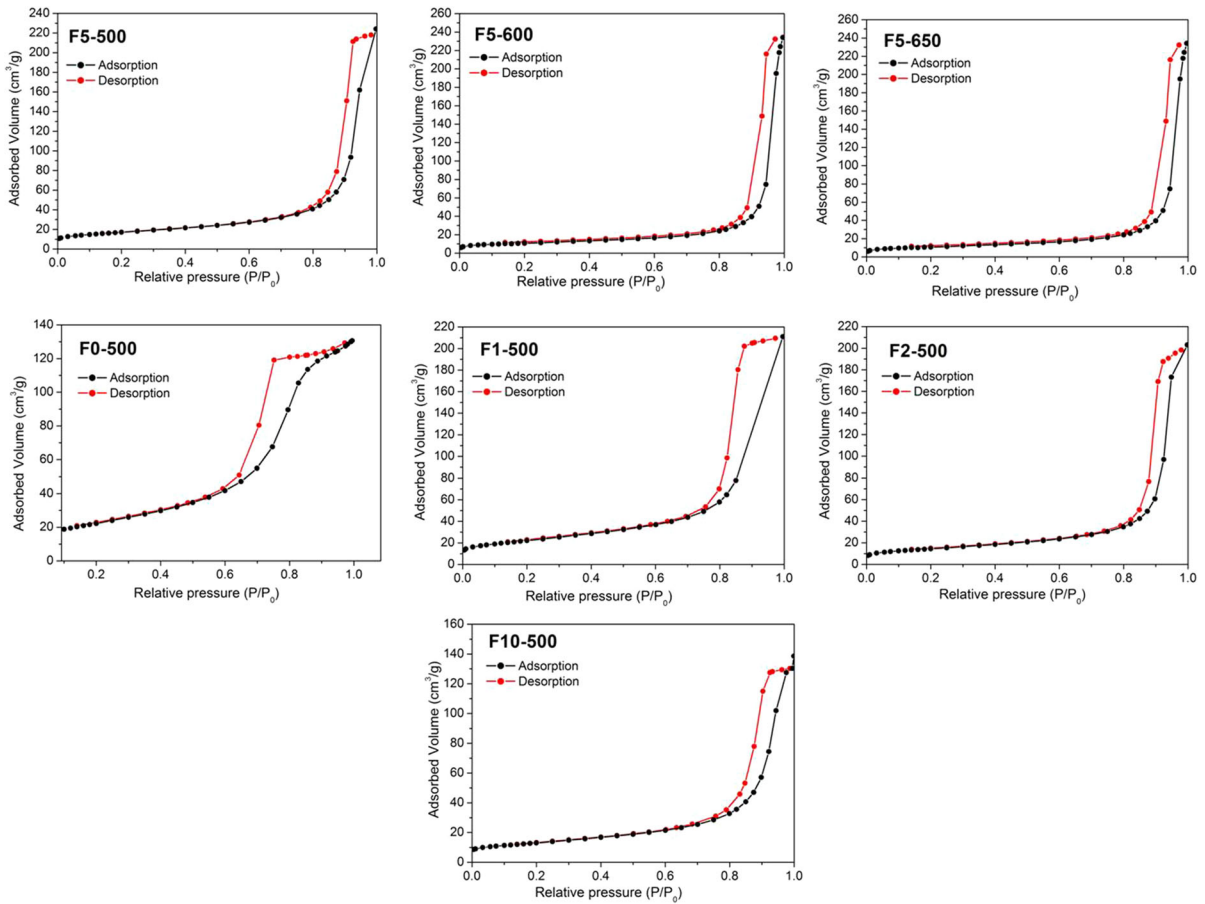 F5-500
Adsorption
Desorption
Adsorbed Volume (cm³/g)
240
220
200
180
160
140
120
100
80
60
40
20
0
0.0 0.2 0.4 0.6 0.8 1.0
Relative pressure (P/P₀)
F5-600
Adsorption
Desorption
Adsorbed Volume (cm³/g)
260
240
220
200
180
160
140
120
100
80
60
40
20
0
0.0 0.2 0.4 0.6 0.8 1.0
Relative pressure (P/P₀)
F5-650
Adsorption
Desorption
Adsorbed Volume (cm³/g)
260
240
220
200
180
160
140
120
100
80
60
40
20
0
0.0 0.2 0.4 0.6 0.8 1.0
Relative pressure (P/P₀)
F0-500
Adsorption
Desorption
Adsorbed Volume (cm³/g)
140
120
100
80
60
40
20
0
0.2 0.4 0.6 0.8 1.0
Relative pressure (P/P₀)
F1-500
Adsorption
Desorption
Adsorbed Volume (cm³/g)
220
200
180
160
140
120
100
80
60
40
20
0
0.0 0.2 0.4 0.6 0.8 1.0
Relative pressure (P/P₀)
F2-500
Adsorption
Desorption
Adsorbed Volume (cm³/g)
220
200
180
160
140
120
100
80
60
40
20
0
0.0 0.2 0.4 0.6 0.8 1.0
Relative pressure (P/P₀)
F10-500
Adsorption
Desorption
Adsorbed Volume (cm³/g)
160
140
120
100
80
60
40
20
0
0.0 0.2 0.4 0.6 0.8 1.0
Relative pressure (P/P₀)